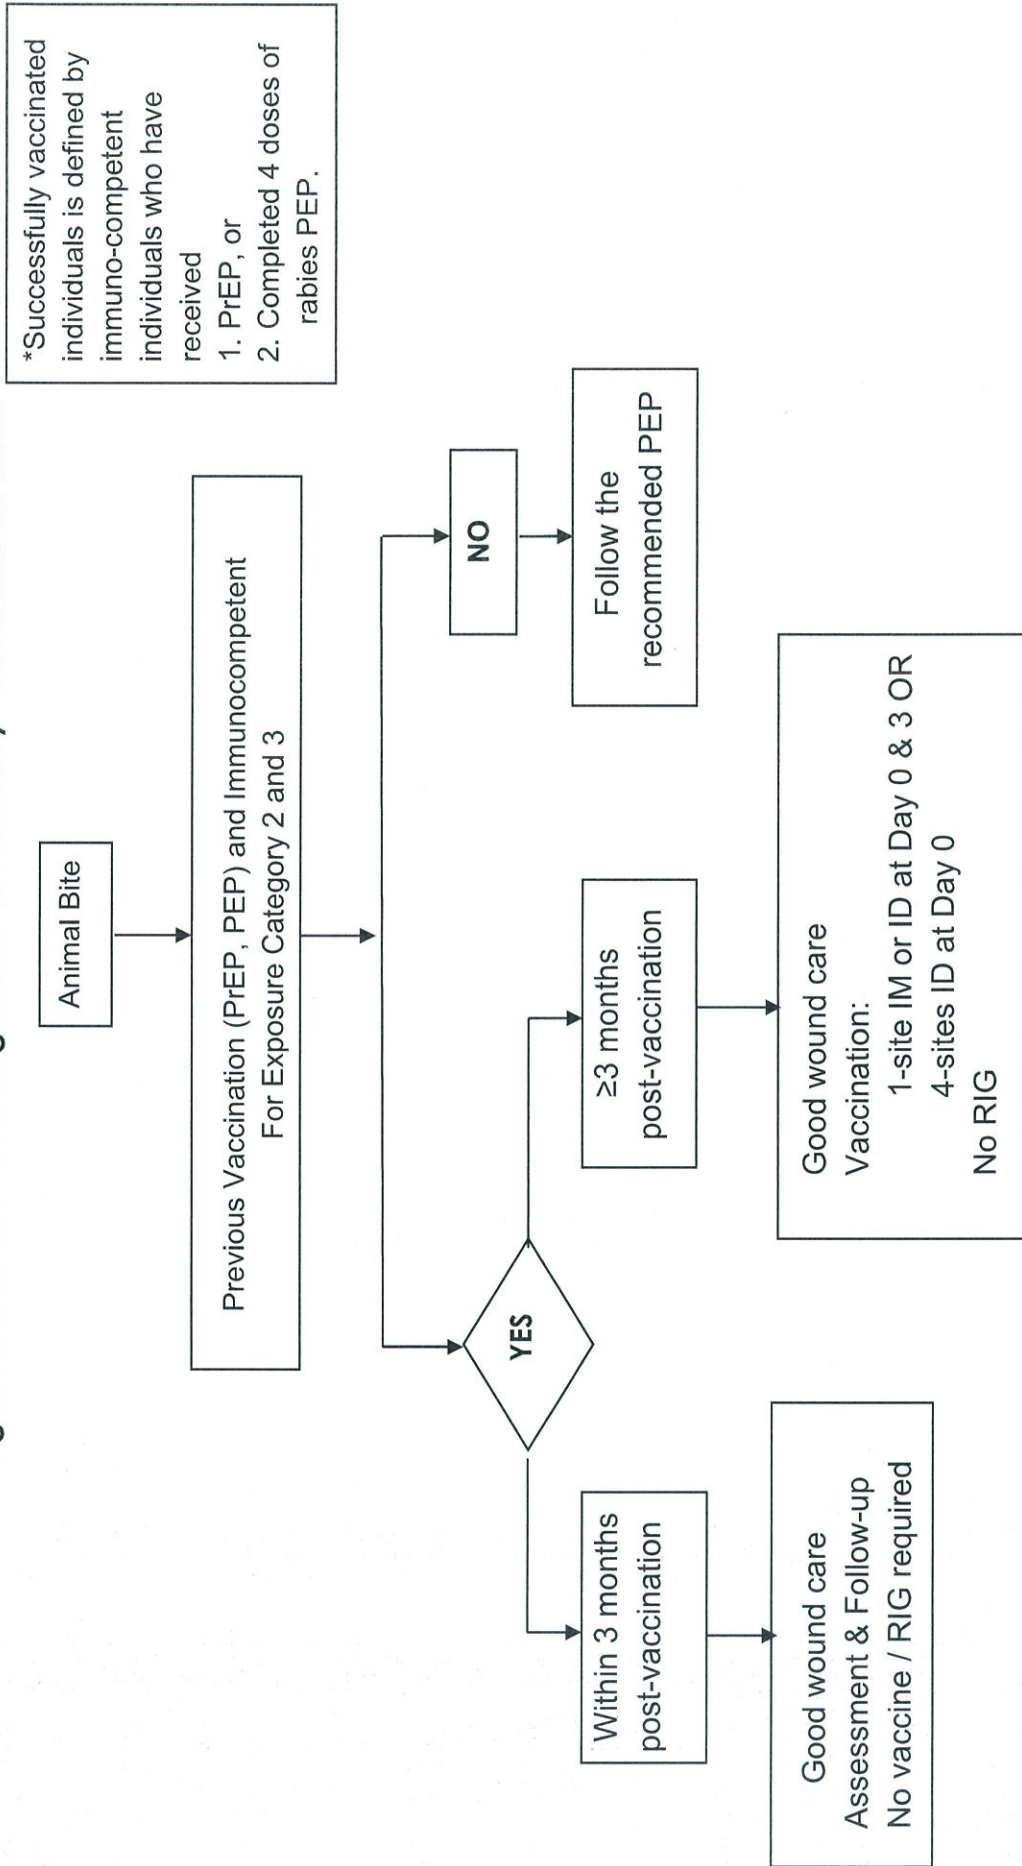 *Successfully vaccinated
individuals is defined by
immuno-competent
individuals who have
received
1. PrEP, or
2. Completed 4 doses of
rabies PEP.
Animal Bite
Previous Vaccination (PrEP, PEP) and Immunocompetent
For Exposure Category 2 and 3
YES
NO
Within 3 months
post-vaccination
≥3 months
post-vaccination
Follow the
recommended PEP
Good wound care
Assessment & Follow-up
No vaccine / RIG required
Good wound care
Vaccination:
1-site IM or ID at Day 0 & 3 OR
4-sites ID at Day 0
No RIG